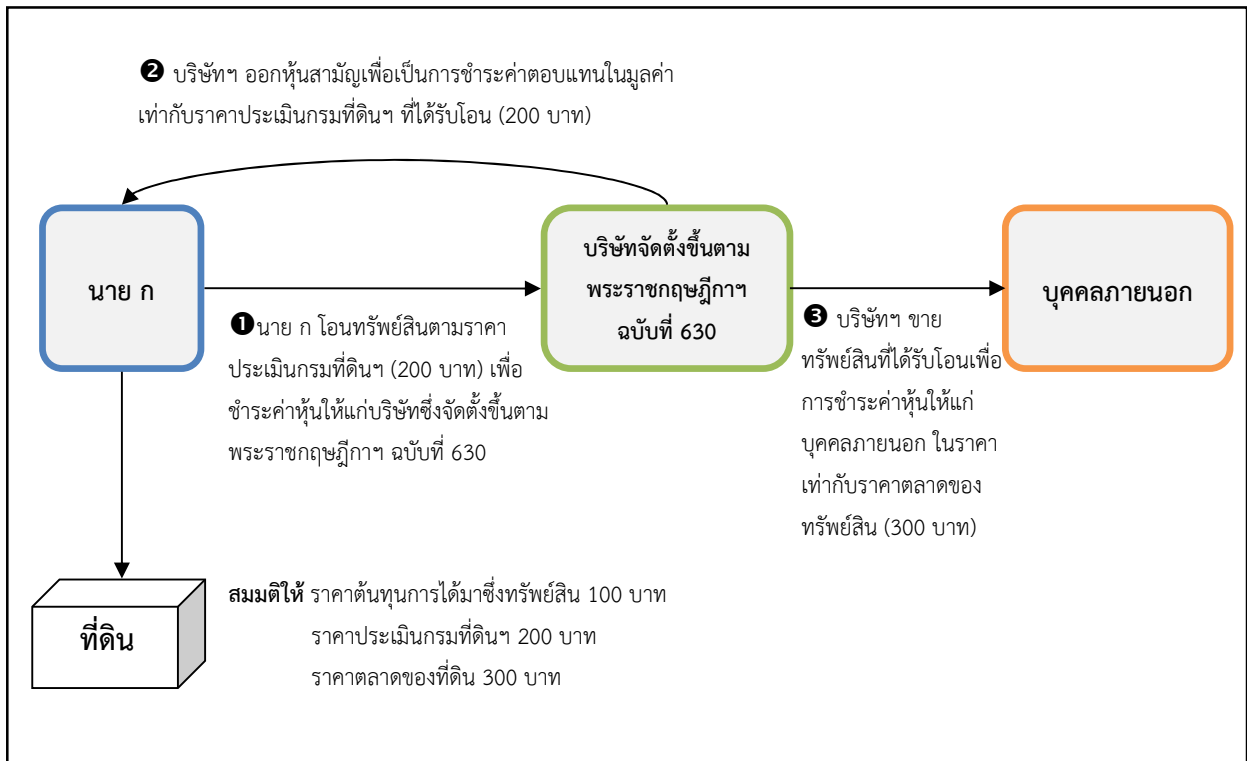 ❷ บริษัทฯ ออกหุ้นสามัญเพื่อเป็นการชำระค่าตอบแทนในมูลค่า
เท่ากับราคาประเมินกรมที่ดินฯ ที่ได้รับโอน (200 บาท)
นาย ก
บริษัทจัดตั้งขึ้นตาม
พระราชกฤษฎีกาฯ
ฉบับที่ 630
บุคคลภายนอก
❶นาย ก โอนทรัพย์สินตามราคา
ประเมินกรมที่ดินฯ (200 บาท) เพื่อ
ชำระค่าหุ้นให้แก่บริษัทซึ่งจัดตั้งขึ้นตาม
พระราชกฤษฎีกาฯ ฉบับที่ 630
❸ บริษัทฯ ขาย
ทรัพย์สินที่ได้รับโอนเพื่อ
การชำระค่าหุ้นให้แก่
บุคคลภายนอก ในราคา
เท่ากับราคาตลาดของ
ทรัพย์สิน (300 บาท)
ที่ดิน
สมมติให้ ราคาต้นทุนการได้มาซึ่งทรัพย์สิน 100 บาท
ราคาประเมินกรมที่ดินฯ 200 บาท
ราคาตลาดของที่ดิน 300 บาท